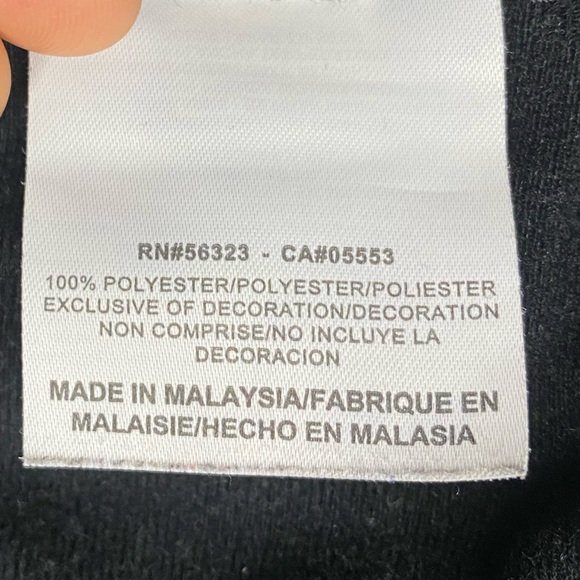 RN#56323 - CA#05553
100% POLYESTER/POLYESTER/POLIESTER
EXCLUSIVE OF DECORATION/DECORATION
NON COMPRISE/NO INCLUYE LA
DECORACION
MADE IN MALAYSIA/FABRIQUE EN
MALAISIE/HECHO EN MALASIA